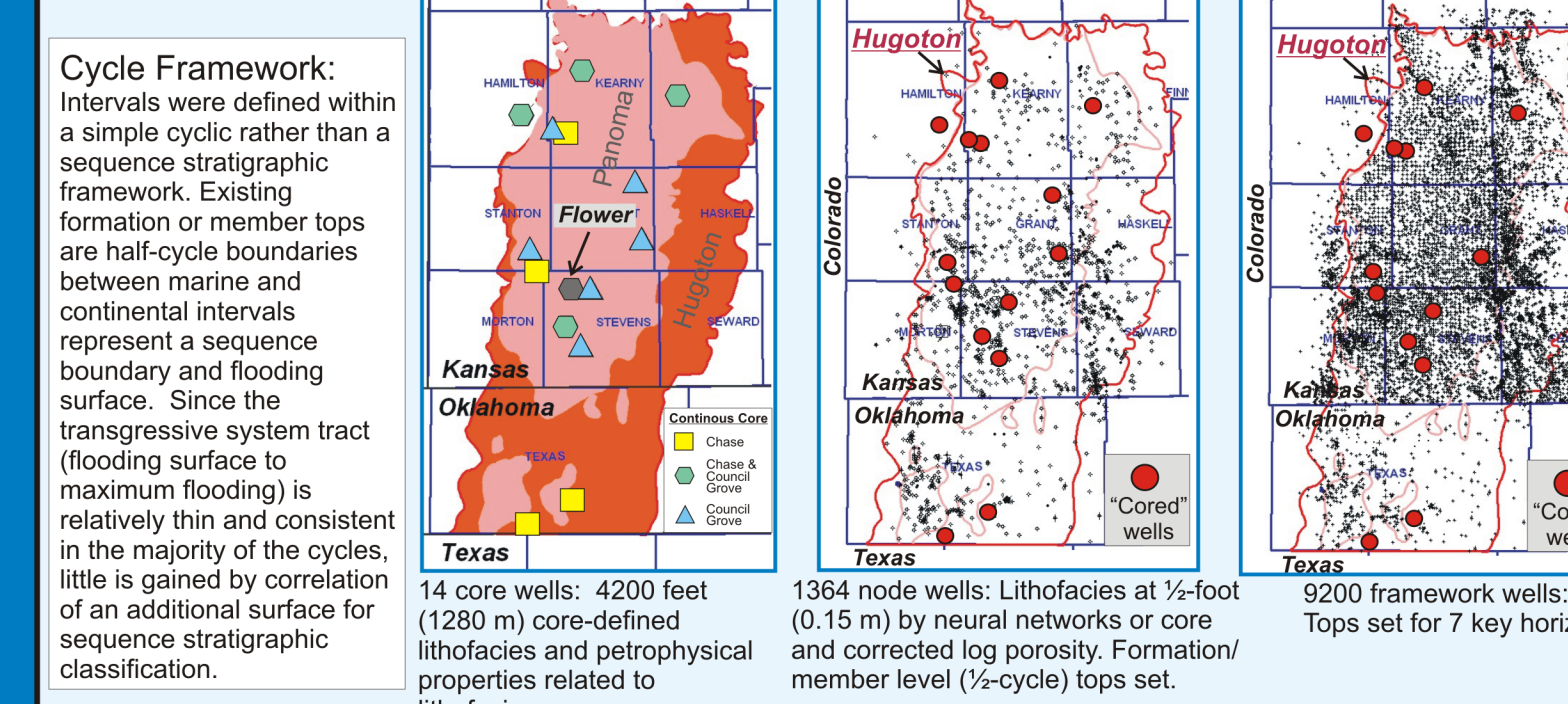 Cycle Framework:
Intervals were defined within
a simple cyclic rather than a
sequence stratigraphic
framework. Existing
formation or member tops
are half-cycle boundaries
between marine and
continental intervals
represent a sequence
boundary and flooding
surface.  Since the
transgressive system tract
(flooding surface to
maximum flooding) is
relatively thin and consistent
in the majority of the cycles,
little is gained by correlation
of an additional surface for
sequence stratigraphic
classification.
HAMILTON
KEARNY
Panoma
STANTON
Flower
HASKELL
Hugoton
MORTON
STEVENS
SEWARD
Kansas
Oklahoma
TEXAS
Continous Core
Chase
Chase &
Council
Grove
Council
Grove
Texas
14 core wells:  4200 feet
(1280 m) core-defined
lithofacies and petrophysical
properties related to
Hugoton
HAMILTON
KEARNY
FINN
Colorado
STANTON
GRANT
HASKELL
MORTON
STEVENS
SEWARD
Kansas
Oklahoma
TEXAS
"Cored"
wells
Texas
1364 node wells: Lithofacies at ½-foot
(0.15 m) by neural networks or core
and corrected log porosity. Formation/
member level (½-cycle) tops set.
Hugoton
HAMILTON
KEARNY
Colorado
STANTON
GRANT
Kansas
Oklahoma
TEXAS
"Co
we
Texas
9200 framework wells:
Tops set for 7 key horiz